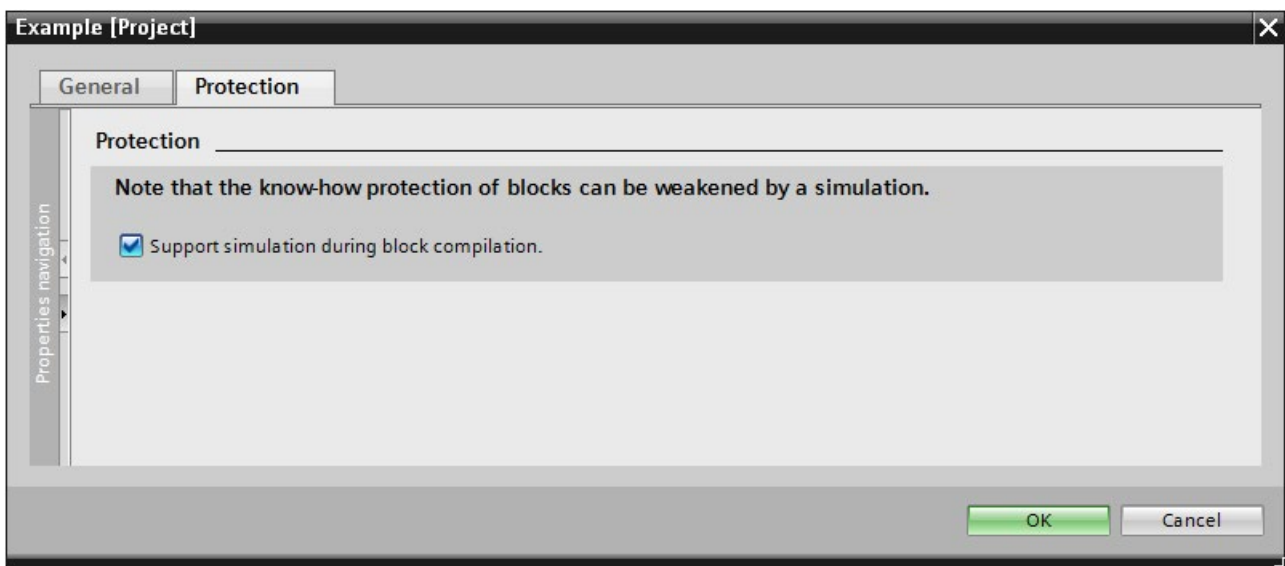 Example [Project]
General
Protection
Protection
Note that the know-how protection of blocks can be weakened by a simulation.
Support simulation during block compilation.
Properties navigation
OK
Cancel